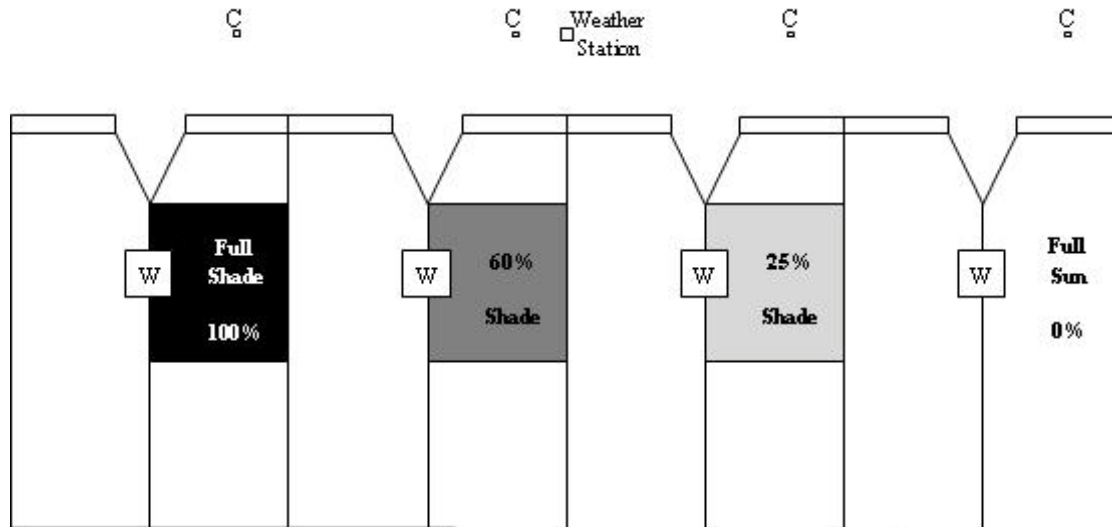 C
C
Weather
Station
C
C
W
Full
Shade
100%
W
60%
Shade
W
25%
Shade
W
Full
Sun
0%